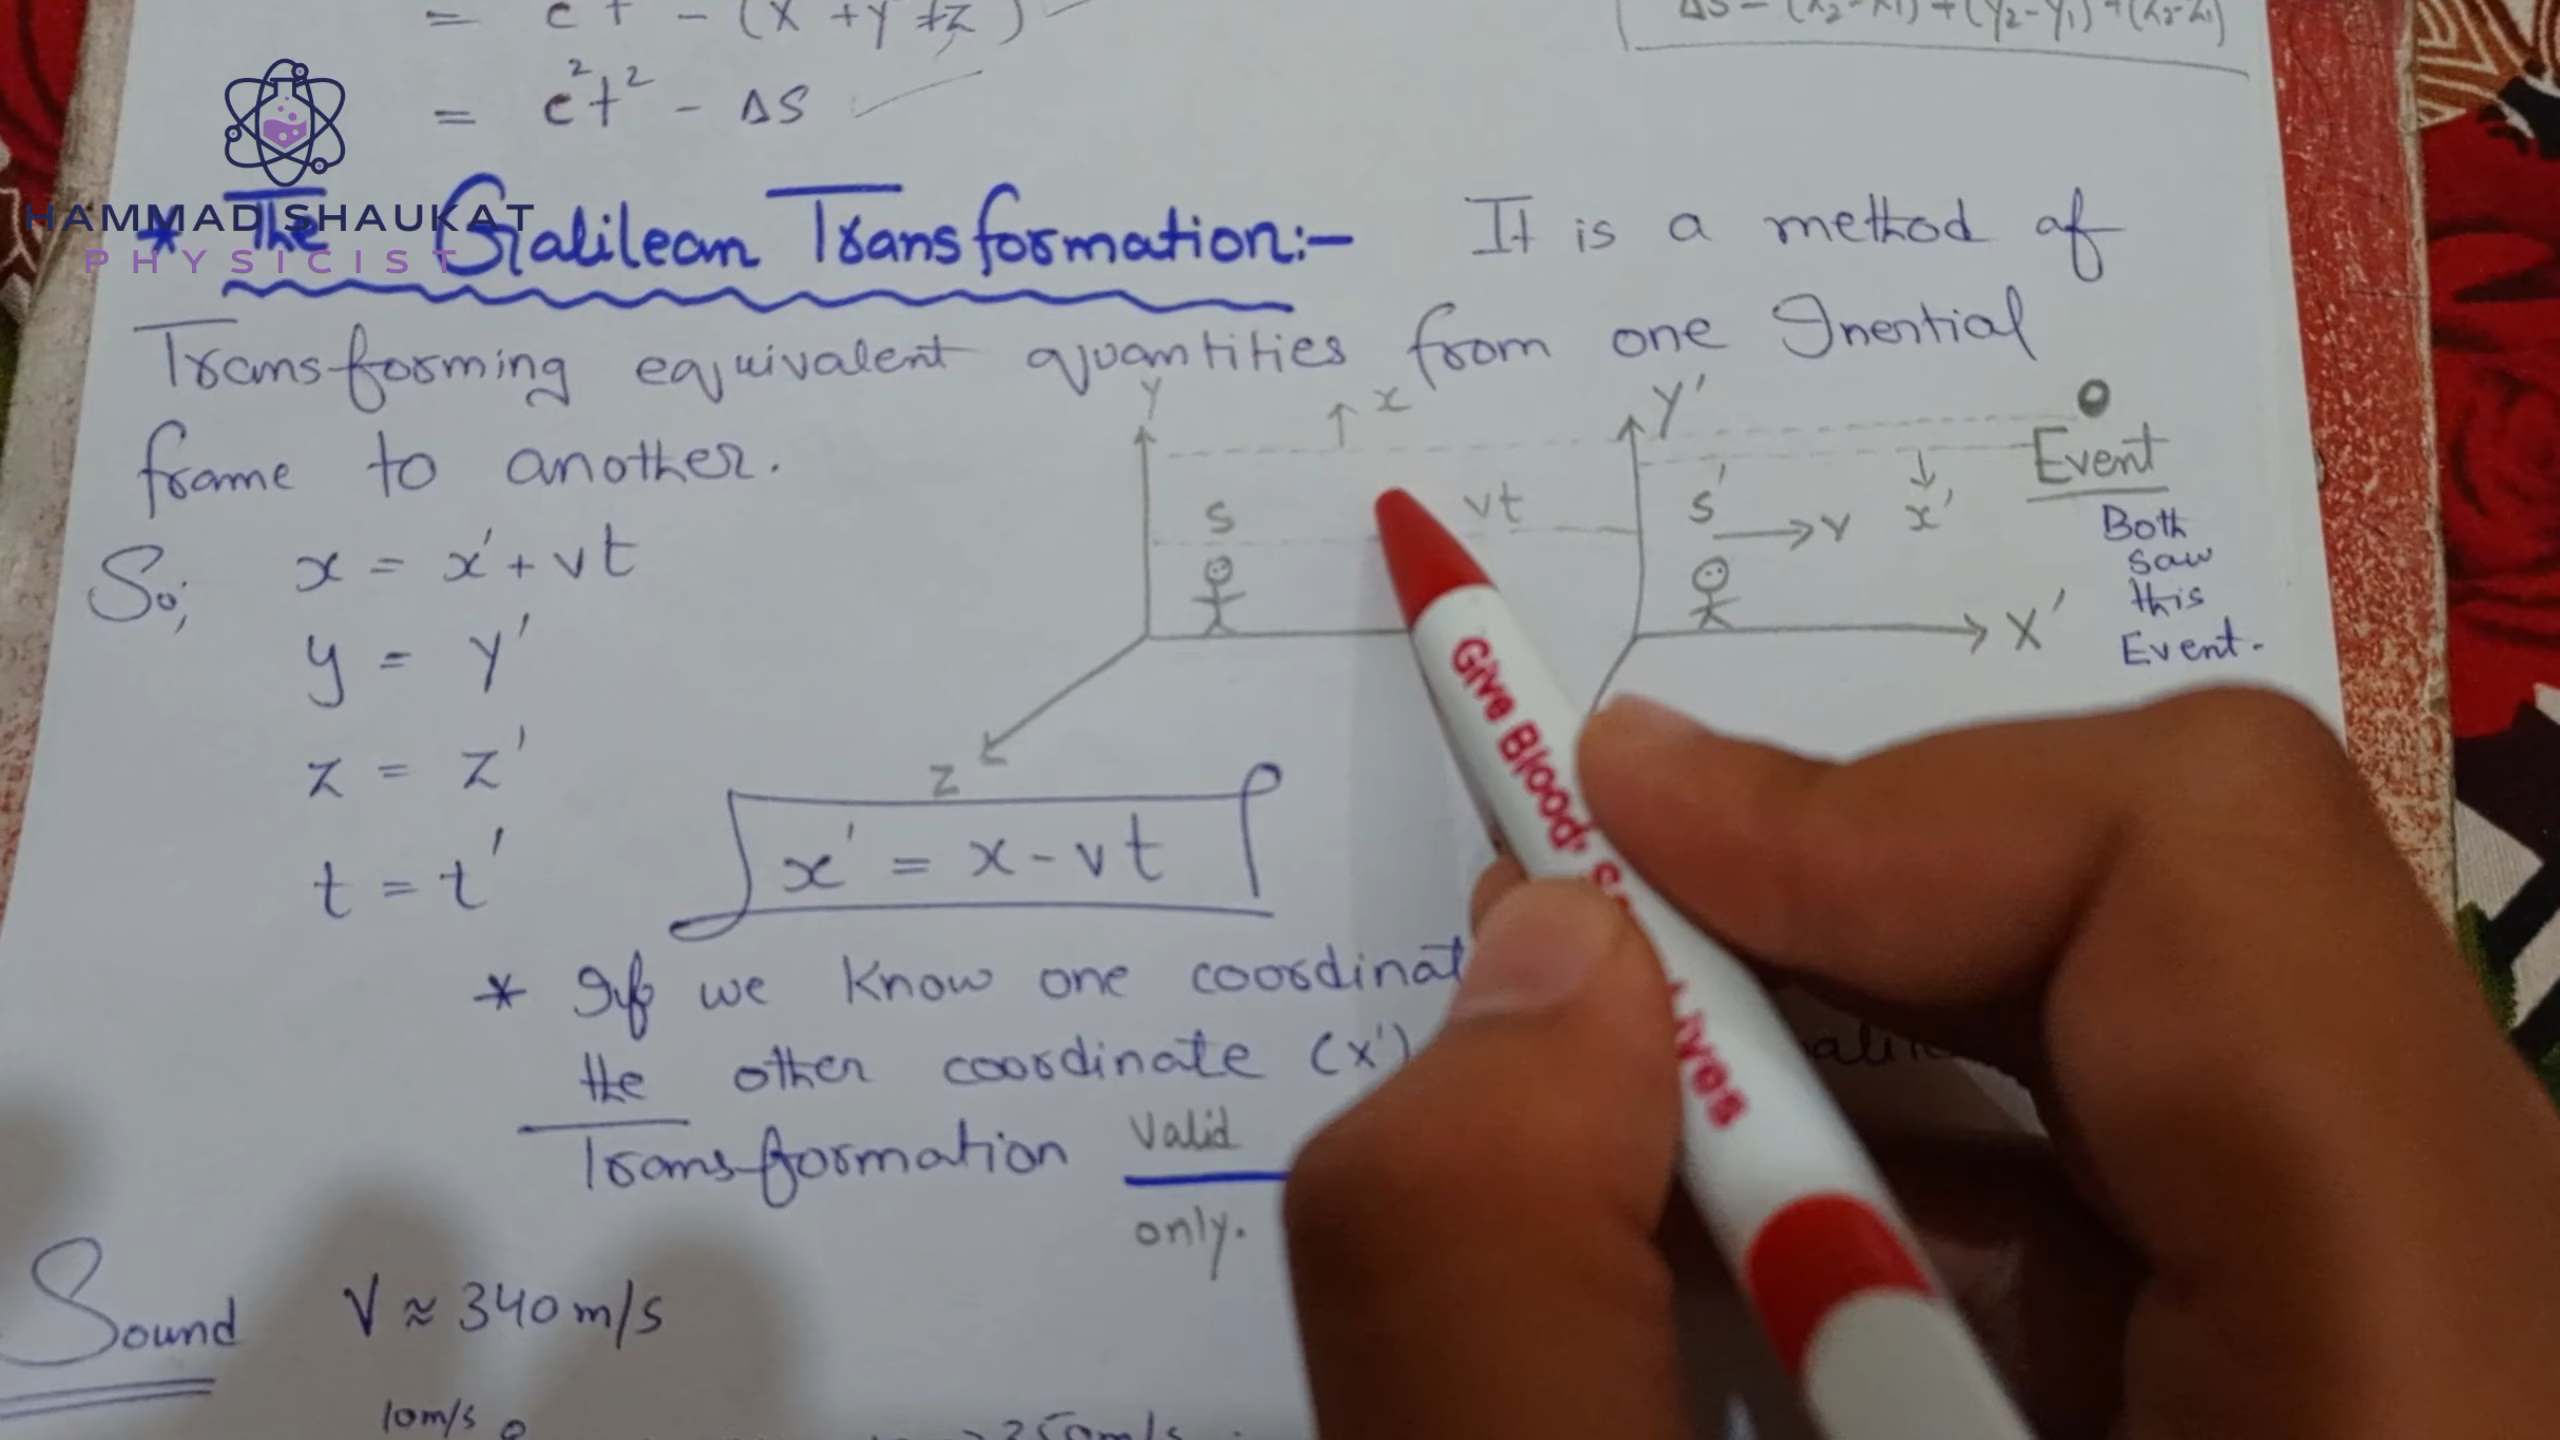 = c²t² - ΔS
HAMMAD SHAUKAT
PHYSICIST
* The Galilean Transformation:- It is a method of
Transforming equivalent quantities from one Inertial
frame to another.
Y x Y'
S vt S' v x' Event
Both
saw
this
Event.
X'
Z
So; x = x' + vt
y = y'
z = z'
t = t'
x' = x - vt
* If we know one
the other coordinate (x')
Transformation Valid
only.
Give Blood,
Sound V ≈ 340 m/s
10m/s